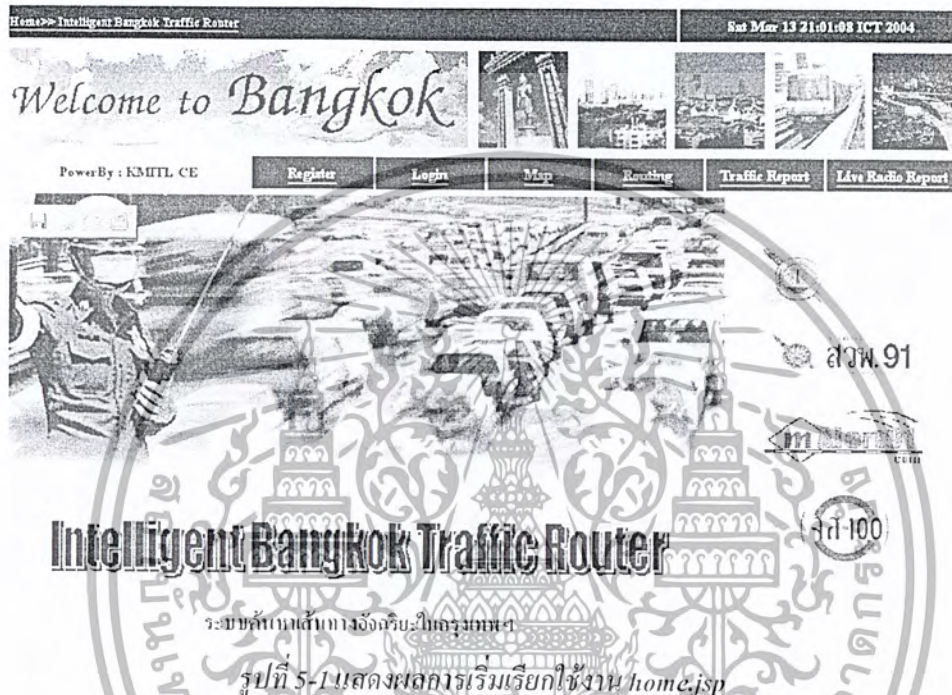 Home>> Intelligent Bangkok Traffic Router
Sat Mar 13 21:01:08 ICT 2004
Welcome to Bangkok
PowerBy : KMITL CE
Register
Login
Map
Routing
Traffic Report
Live Radio Report
สวพ.91
com
จส-100
Intelligent Bangkok Traffic Router
ระบบค้นหาเส้นทางอัจฉริยะในกรุงเทพฯ
รูปที่ 5-1 แสดงผลการเริ่มเรียกใช้งาน home.jsp